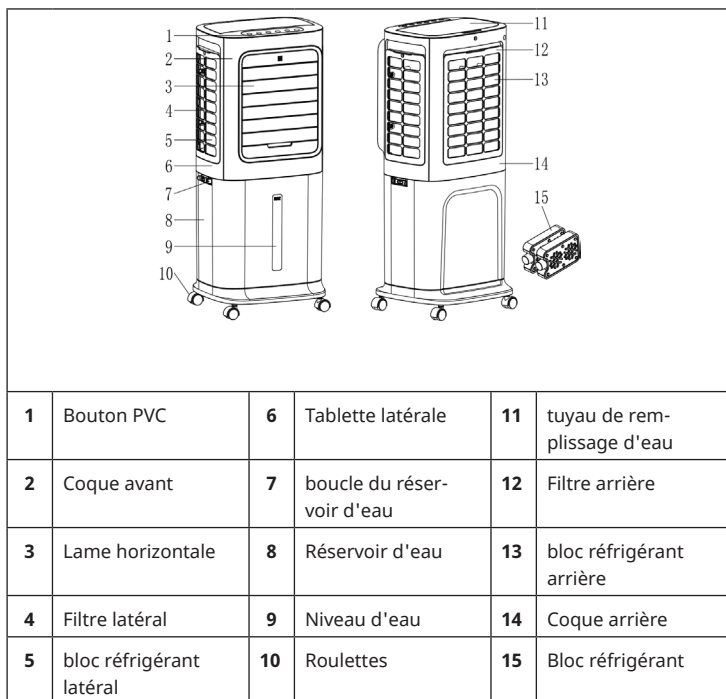 1
2
3
4
5
6
7
8
9
10
11
12
13
14
15
1 Bouton PVC 6 Tablette latérale 11 tuyau de rem-
plissage d'eau
2 Coque avant 7 boucle du réser- 12 Filtre arrière
voir d'eau
3 Lame horizontale 8 Réservoir d'eau 13 bloc réfrigérant
arrière
4 Filtre latéral 9 Niveau d'eau 14 Coque arrière
5 bloc réfrigérant 10 Roulettes 15 Bloc réfrigérant
latéral